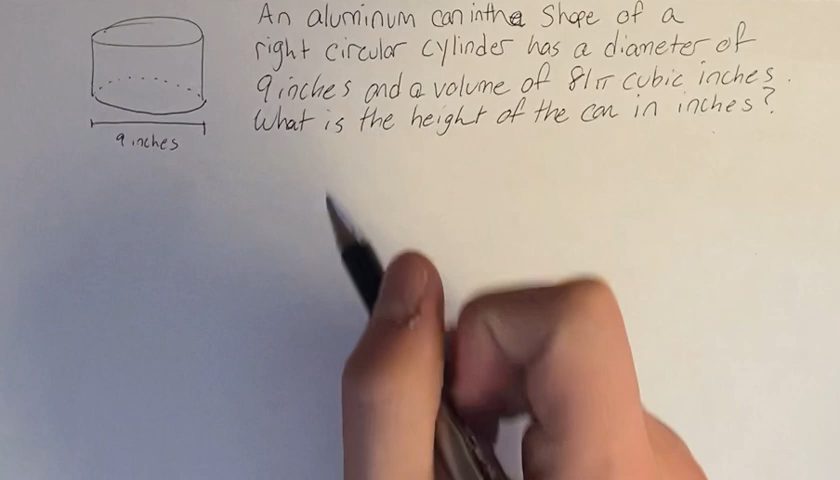 An aluminum can in the shape of a
right circular cylinder has a diameter of
9 inches and a volume of 81π cubic inches.
What is the height of the can in inches?
9 inches